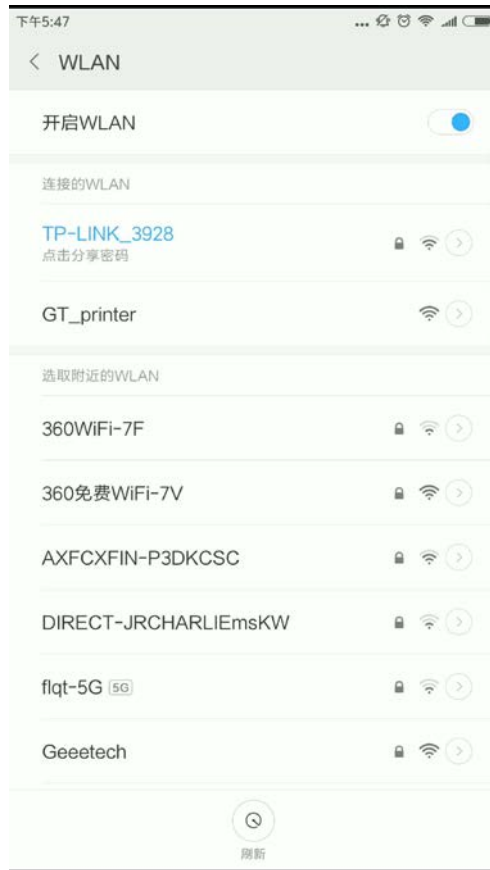 下午5:47
WLAN
开启WLAN
连接的WLAN
TP-LINK_3928
点击分享密码
GT_printer
选取附近的WLAN
360WiFi-7F
360免费WiFi-7V
AXFCXFIN-P3DKCSC
DIRECT-JRCHARLIEmsKW
flqt-5G 5G
Geeetech
刷新